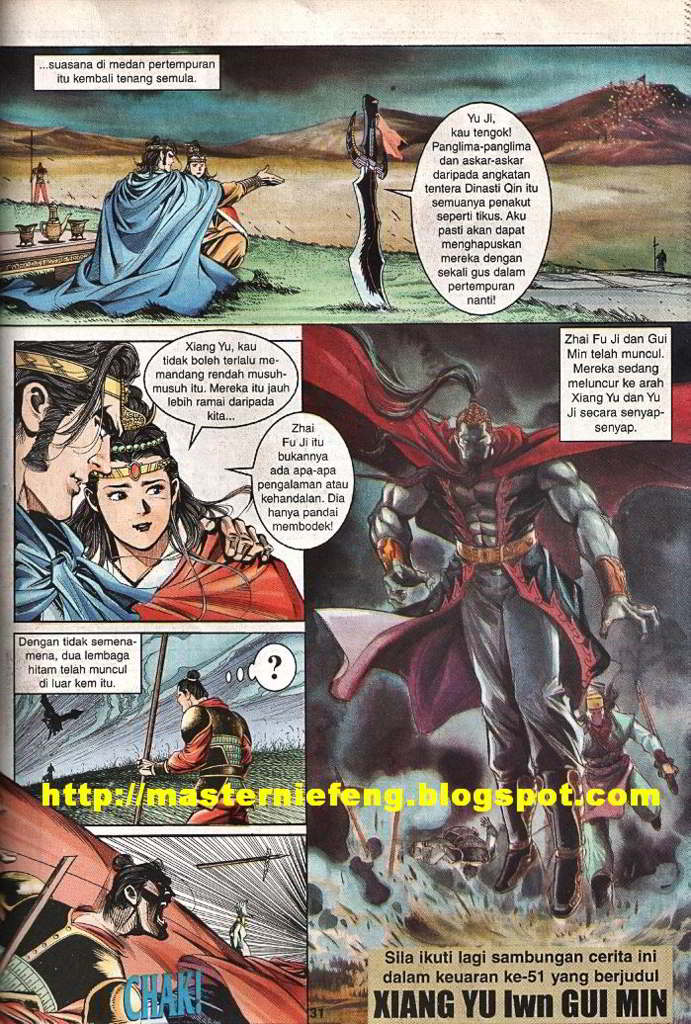 ...suasana di medan pertempuran
itu kembali tenang semula.
Yu Ji,
kau tengok!
Panglima-panglima
dan askar-askar
daripada angkatan
tentera Dinasti Qin itu
semuanya penakut
seperti tikus. Aku
pasti akan dapat
menghapuskan
mereka dengan
sekali gus dalam
pertempuran
nanti!
Xiang Yu, kau
tidak boleh terlalu me-
mandang rendah musuh-
musuh itu. Mereka itu jauh
lebih ramai daripada
kita...
Zhai
Fu Ji itu
bukannya
ada apa-apa
pengalaman atau
kehandalan. Dia
hanya pandai
membodek!
Zhai Fu Ji dan Gui
Min telah muncul.
Mereka sedang
meluncur ke arah
Xiang Yu dan Yu
Ji secara senyap-
senyap.
Dengan tidak semena-
mena, dua lembaga
hitam telah muncul
di luar kem itu.
?
http://masterniefeng.blogspot.com
CHAK!
31
Sila ikuti lagi sambungan cerita ini
dalam keuaran ke-51 yang berjudul
XIANG YU lwn GUI MIN